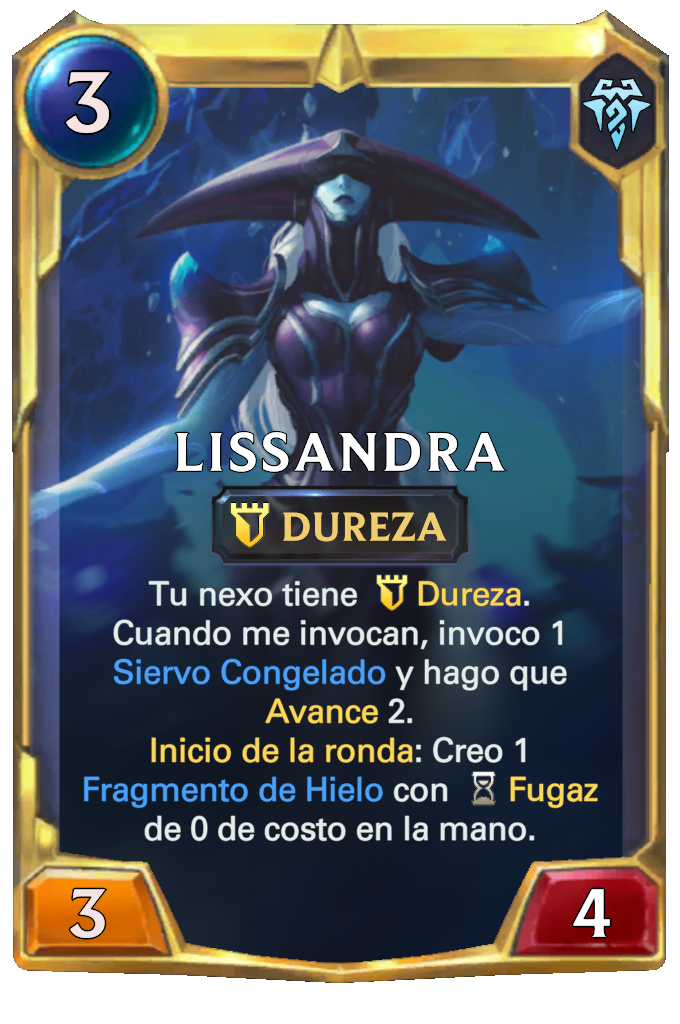 3
LISSANDRA
DUREZA
Tu nexo tiene Dureza.
Cuando me invocan, invoco 1
Siervo Congelado y hago que
Avance 2.
Inicio de la ronda: Creo 1
Fragmento de Hielo con Fugaz
de 0 de costo en la mano.
3
4